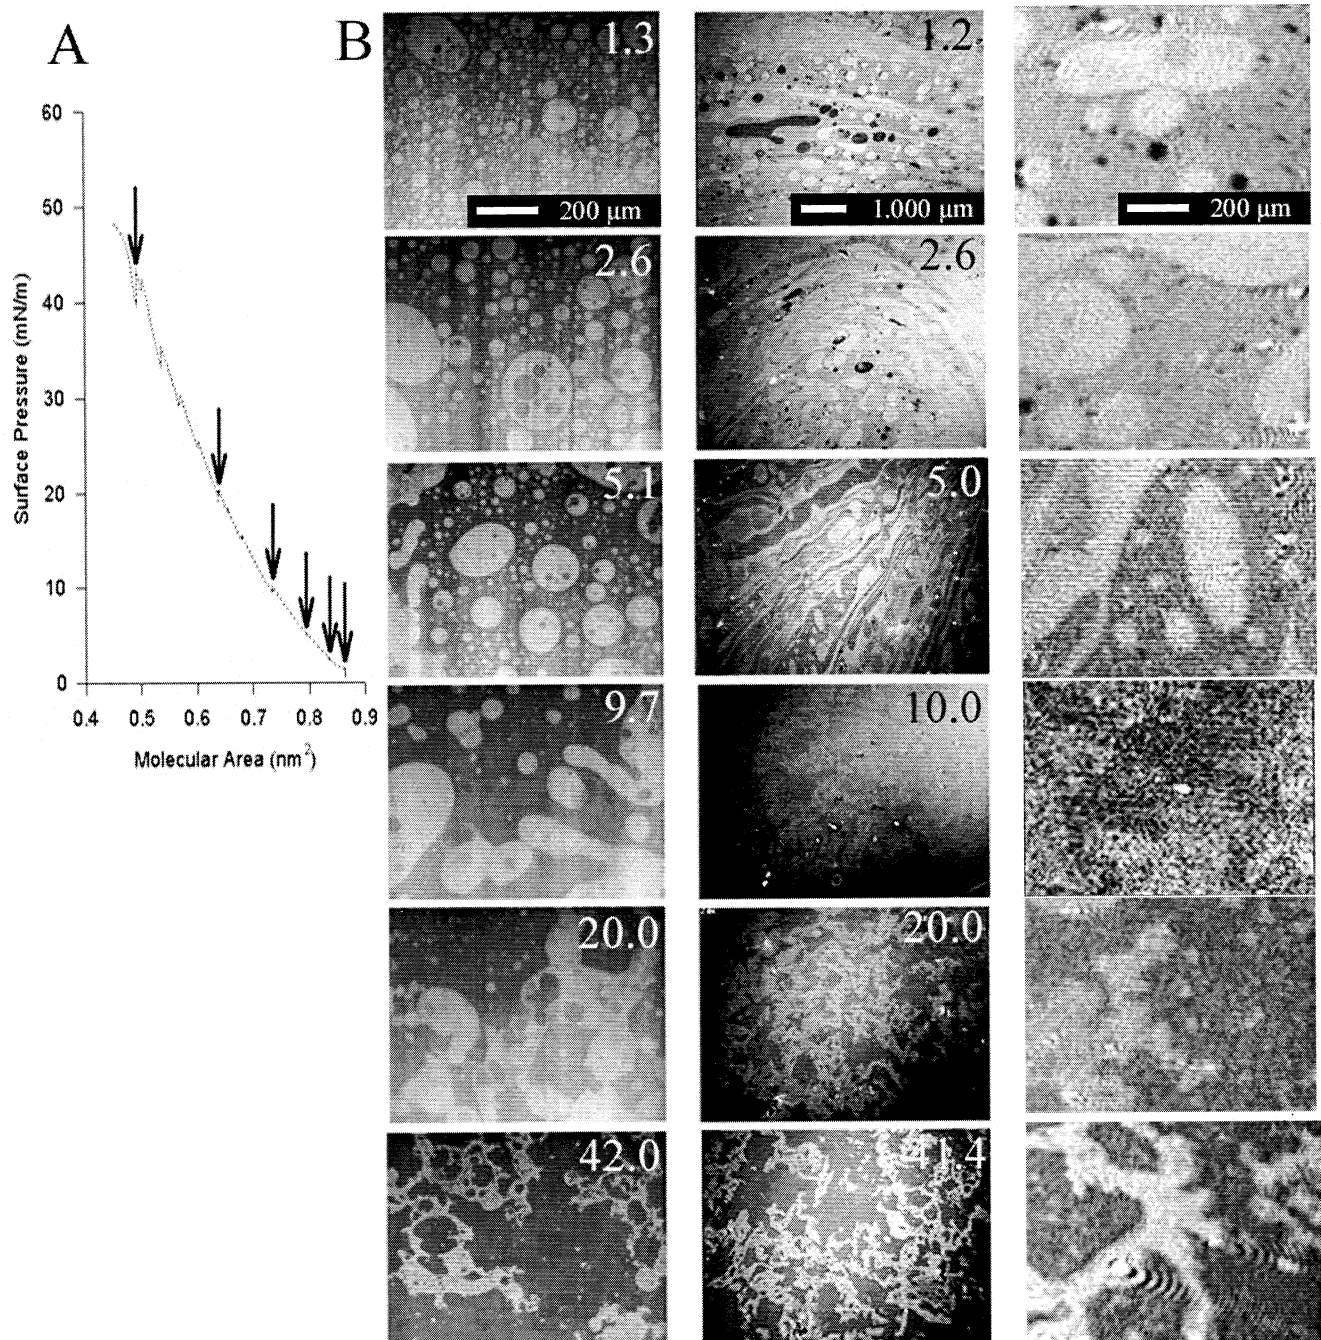 A
B
60
50
40
30
20
10
0
0.4 0.5 0.6 0.7 0.8 0.9
Surface Pressure (mN/m)
Molecular Area (nm²)
1.3 1.2
200 μm 1.000 μm 200 μm
2.6 2.6
5.1 5.0
9.7 10.0
20.0 20.0
42.0 41.4